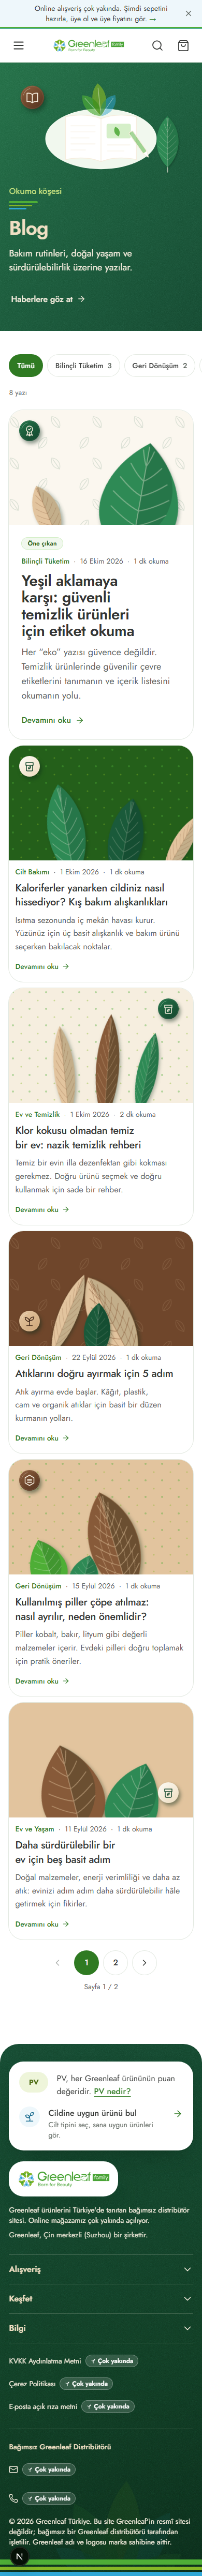 Online alışveriş çok yakında. Şimdi sepetini
hazırla, üye ol ve üye fiyatını gör. →
Greenleaf family
Okumo köşesi
Blog
Bakım rutinleri, doğal yaşam ve
sürdürülebilirlik üzerine yazılar.
Haberlere göz at →
Tümü
Bilinçli Tüketim 3
Geri Dönüşüm 2
8 yazı
Öne çıkan
Bilinçli Tüketim · 16 Ekim 2026 · 1 dk okuma
Yeşil aklamaya
karşı: güvenli
temizlik ürünleri
için etiket okuma
Her “eko” yazısı güvence değildir.
Temizlik ürünlerinde güvenilir çevre
etiketlerini tanımanın ve içerik listesini
okumanın yolu.
Devamını oku →
Cilt Bakımı · 1 Ekim 2026 · 1 dk okuma
Kaloriferler yanarken cildiniz nasıl
hissediyor? Kış bakım alışkanlıkları
Isıtma sezonunda iç mekân havası kurur.
Yüzünüz için üç basit alışkanlık ve bakım ürünü
seçerken bakılacak noktalar.
Devamını oku →
Ev ve Temizlik · 1 Ekim 2026 · 2 dk okuma
Klor kokusu olmadan temiz
bir ev: nazik temizlik rehberi
Temiz bir evin illa dezenfektan gibi kokması
gerekmez. Doğru ürünü seçmek ve doğru
kullanmak için sade bir rehber.
Devamını oku →
Geri Dönüşüm · 22 Eylül 2026 · 1 dk okuma
Atıklarınızı doğru ayırmak için 5 adım
Atık ayırma evde başlar. Kâğıt, plastik,
cam ve organik atıklar için basit bir düzen
kurmanın yolları.
Devamını oku →
Geri Dönüşüm · 15 Eylül 2026 · 1 dk okuma
Kullanılmış piller çöpe atılmaz:
nasıl ayrılır, neden önemlidir?
Piller kobalt, bakır, lityum gibi değerli
malzemeler içerir. Evdeki pilleri doğru toplamak
için pratik öneriler.
Devamını oku →
Ev ve Yaşam · 11 Eylül 2026 · 1 dk okuma
Daha sürdürülebilir bir
ev için beş basit adım
Doğal malzemeler, enerji verimliliği ve daha az
atık: evinizi adım adım daha sürdürülebilir hâle
getirmek için fikirler.
Devamını oku →
1
2
Sayfa 1 / 2
PV
PV, her Greenleaf ürününün puan
değeridir. PV nedir?
Cildine uygun ürünü bul
Cilt tipini seç, sana uygun ürünleri
gör.
Greenleaf family
Born for Beauty
Greenleaf ürünlerini Türkiye'de tanıtan bağımsız distribütör
sitesi. Online mağazamız çok yakında açılıyor.
Greenleaf, Çin merkezli (Suzhou) bir şirkettir.
Alışveriş
Keşfet
Bilgi
KVKK Aydınlatma Metni Çok yakında
Çerez Politikası Çok yakında
E-posta açık rıza metni Çok yakında
Bağımsız Greenleaf Distribütörü
Çok yakında
Çok yakında
© 2026 Greenleaf Türkiye. Bu site Greenleaf'in resmî sitesi
değildir; bağımsız bir Greenleaf distribütörü tarafından
işletilir. Greenleaf adı ve logosu marka sahibine aittir.
N